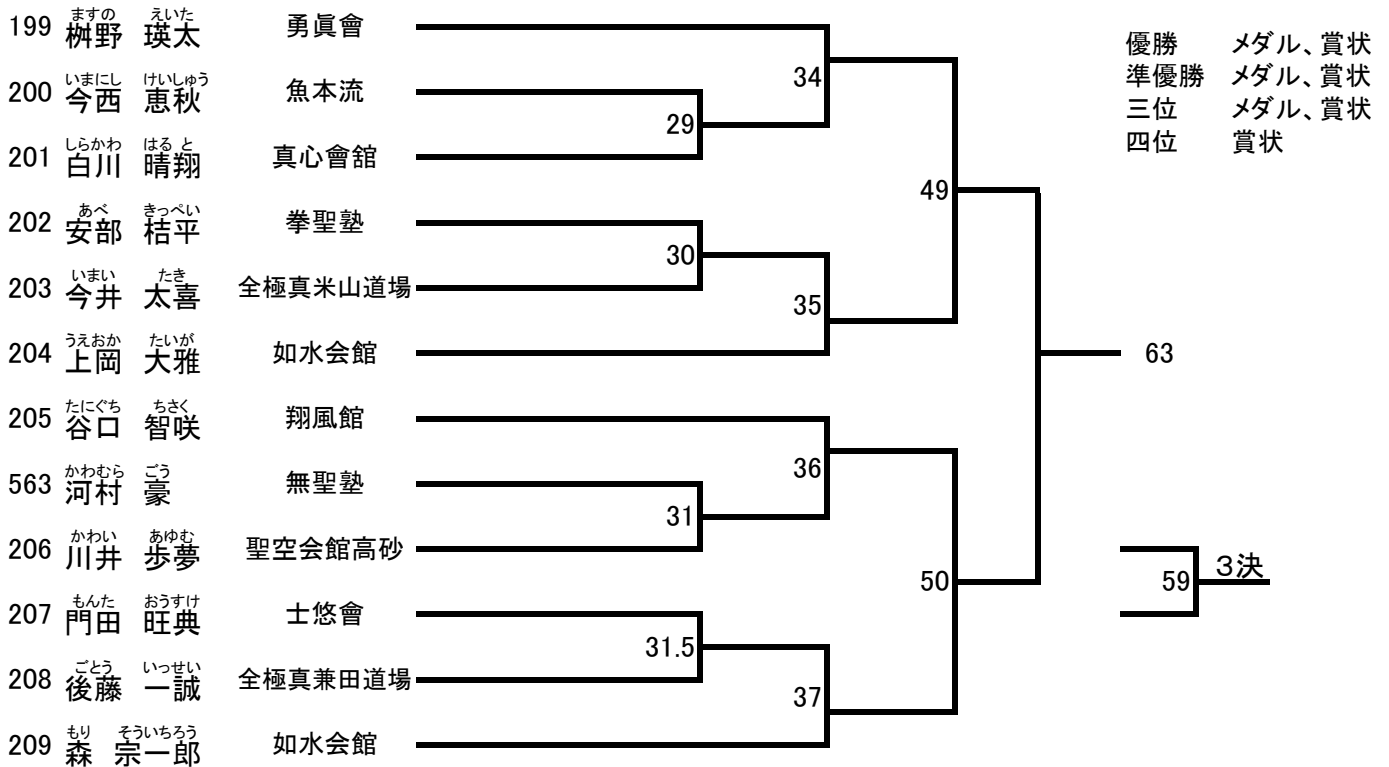 ますの えいた
199 桝野 瑛太 勇眞會
優勝 メダル、賞状
34
準優勝 メダル、賞状
いまにし けいしゅう
200 今西 恵秋 魚本流
三位 メダル、賞状
29
四位 賞状
しらかわ はる と
201 白川 晴翔 真心會舘
49
あべ きっぺい
202 安部 桔平 拳聖塾
30
いまい たき
203 今井 太喜 全極真米山道場
35
うえおか たいが
204 上岡 大雅 如水会館
63
たにぐち ちさく
205 谷口 智咲 翔風館
36
かわむら ごう
563 河村 豪 無聖塾
31
かわい あゆむ
206 川井 歩夢 聖空会館高砂
50
59 3決
もんた おうすけ
207 門田 旺典 士悠會
31.5
ごとう いっせい
208 後藤 一誠 全極真兼田道場
37
もり そういちろう
209 森 宗一郎 如水会館